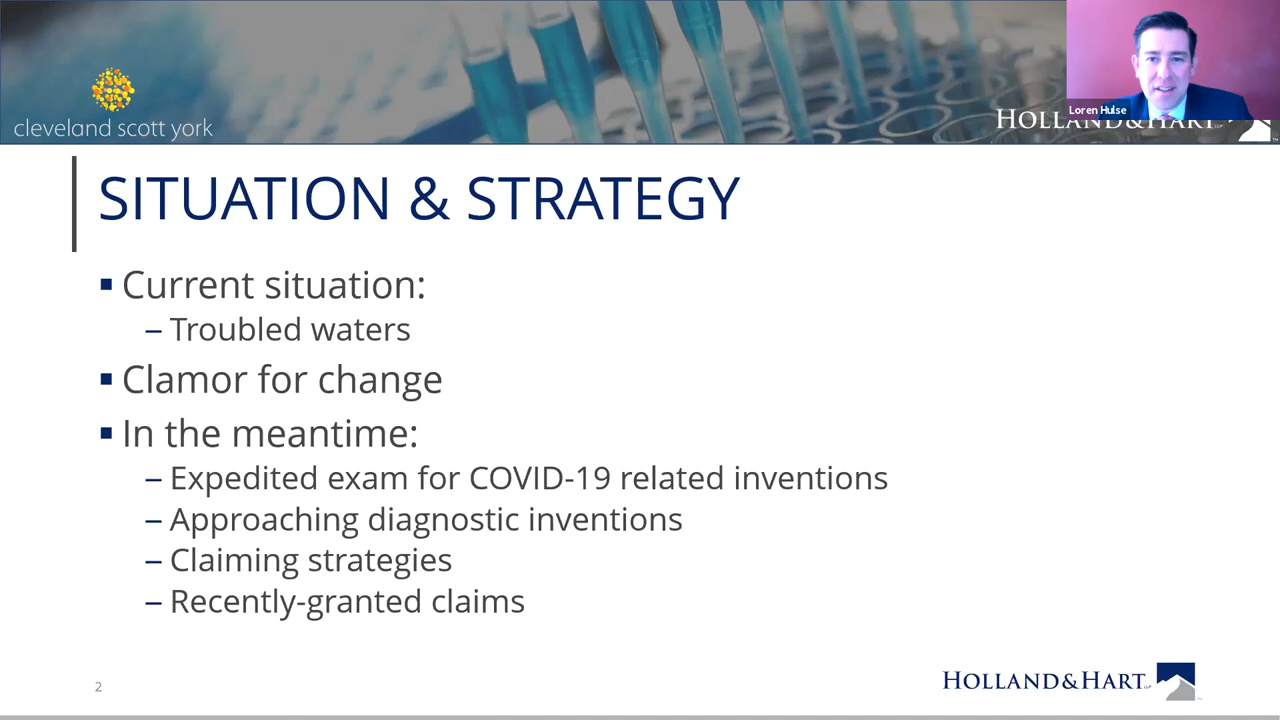 cleveland scott york
HOLLAND&HART
Loren Hulse
SITUATION & STRATEGY
▪ Current situation:
– Troubled waters
▪ Clamor for change
▪ In the meantime:
– Expedited exam for COVID-19 related inventions
– Approaching diagnostic inventions
– Claiming strategies
– Recently-granted claims
2
HOLLAND&HART